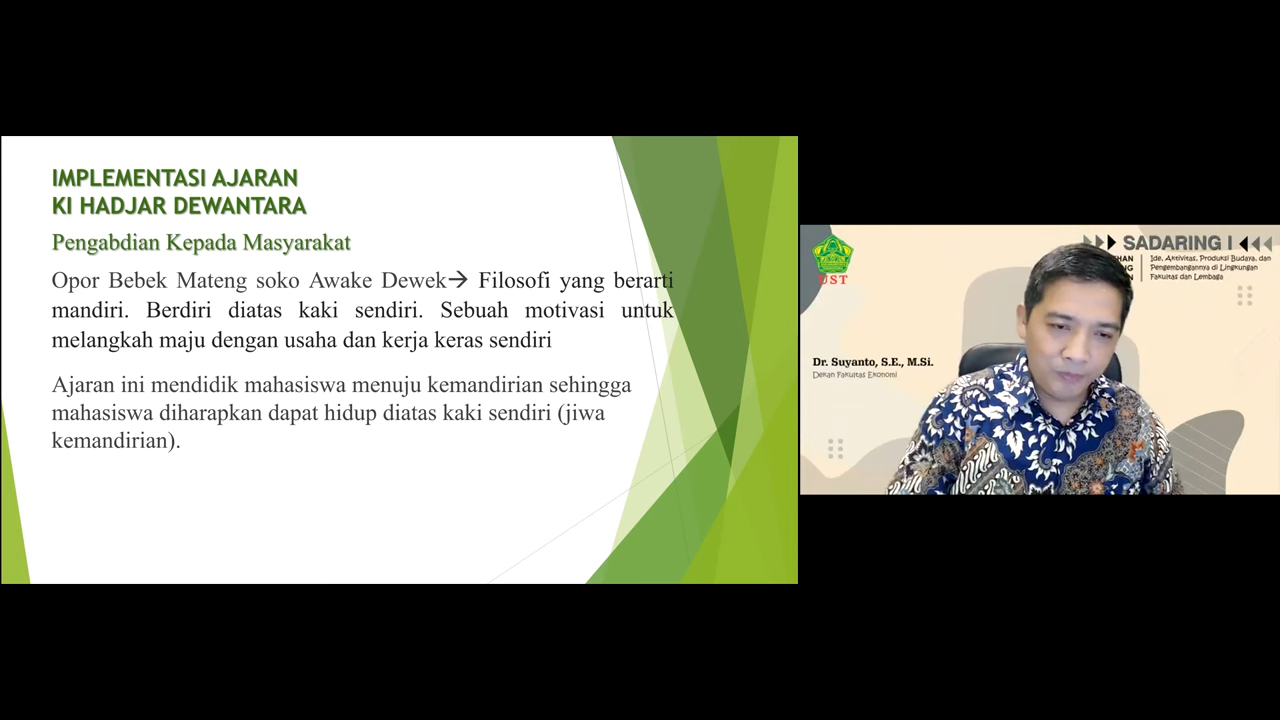 IMPLEMENTASI AJARAN
KI HADJAR DEWANTARA
Pengabdian Kepada Masyarakat
Opor Bebek Mateng soko Awake Dewek→ Filosofi yang berarti
mandiri. Berdiri diatas kaki sendiri. Sebuah motivasi untuk
melangkah maju dengan usaha dan kerja keras sendiri
Ajaran ini mendidik mahasiswa menuju kemandirian sehingga
mahasiswa diharapkan dapat hidup diatas kaki sendiri (jiwa
kemandirian).
UST
SADARING I
Ide, Aktivitas, Produksi Budaya, dan
Pengembangannya di Lingkungan
Fakultas dan Lembaga
Dr. Suyanto, S.E., M.Si.
Dekan Fakultas Ekonomi